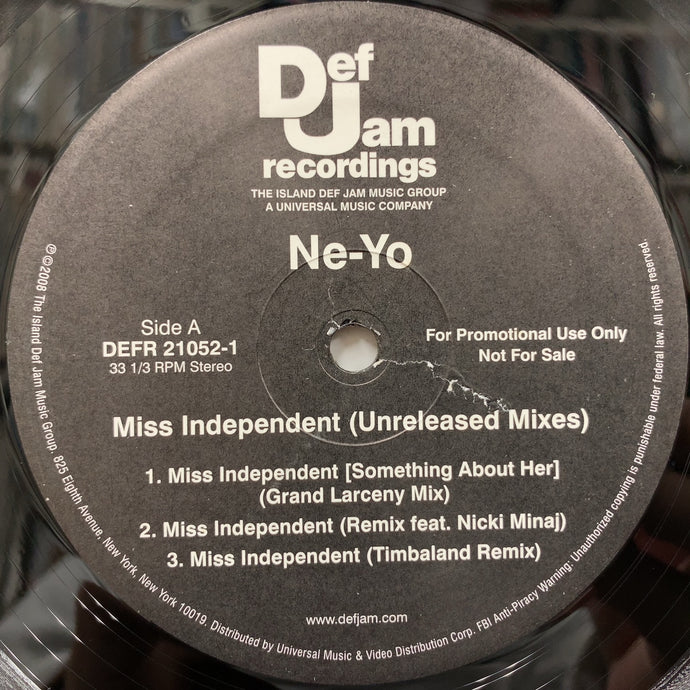 Def Jam
recordings
THE ISLAND DEF JAM MUSIC GROUP
A UNIVERSAL MUSIC COMPANY
Ne-Yo
Side A
DEFR 21052-1
33 1/3 RPM Stereo
For Promotional Use Only
Not For Sale
Miss Independent (Unreleased Mixes)
1. Miss Independent [Something About Her]
(Grand Larceny Mix)
2. Miss Independent (Remix feat. Nicki Minaj)
3. Miss Independent (Timbaland Remix)
www.defjam.com
℗©2008 The Island Def Jam Music Group. 825 Eighth Avenue, New York, New York 10019. Distributed by Universal Music & Video Distribution Corp. FBI Anti-Piracy Warning: Unauthorized copying is punishable under federal law. All rights reserved.